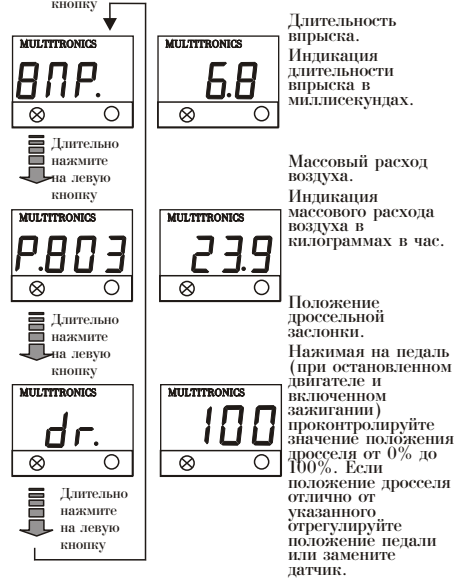 кнопку
MULTITRONICS
ВПР.
MULTITRONICS
6.8
Длительность
впрыска.
Индикация
длительности
впрыска в
миллисекундах.
Длительно
нажмите
на левую
кнопку
MULTITRONICS
Р.ВОЗ
MULTITRONICS
23.9
Массовый расход
воздуха.
Индикация
массового расхода
воздуха в
килограммах в час.
Длительно
нажмите
на левую
кнопку
MULTITRONICS
dr.
MULTITRONICS
100
Положение
дроссельной
заслонки.
Нажимая на педаль
(при остановленном
двигателе и
включенном
зажигании)
проконтролируйте
значение положения
дросселя от 0% до
100%. Если
положение дросселя
отлично от
указанного
отрегулируйте
положение педали
или замените
датчик.
Длительно
нажмите
на левую
кнопку